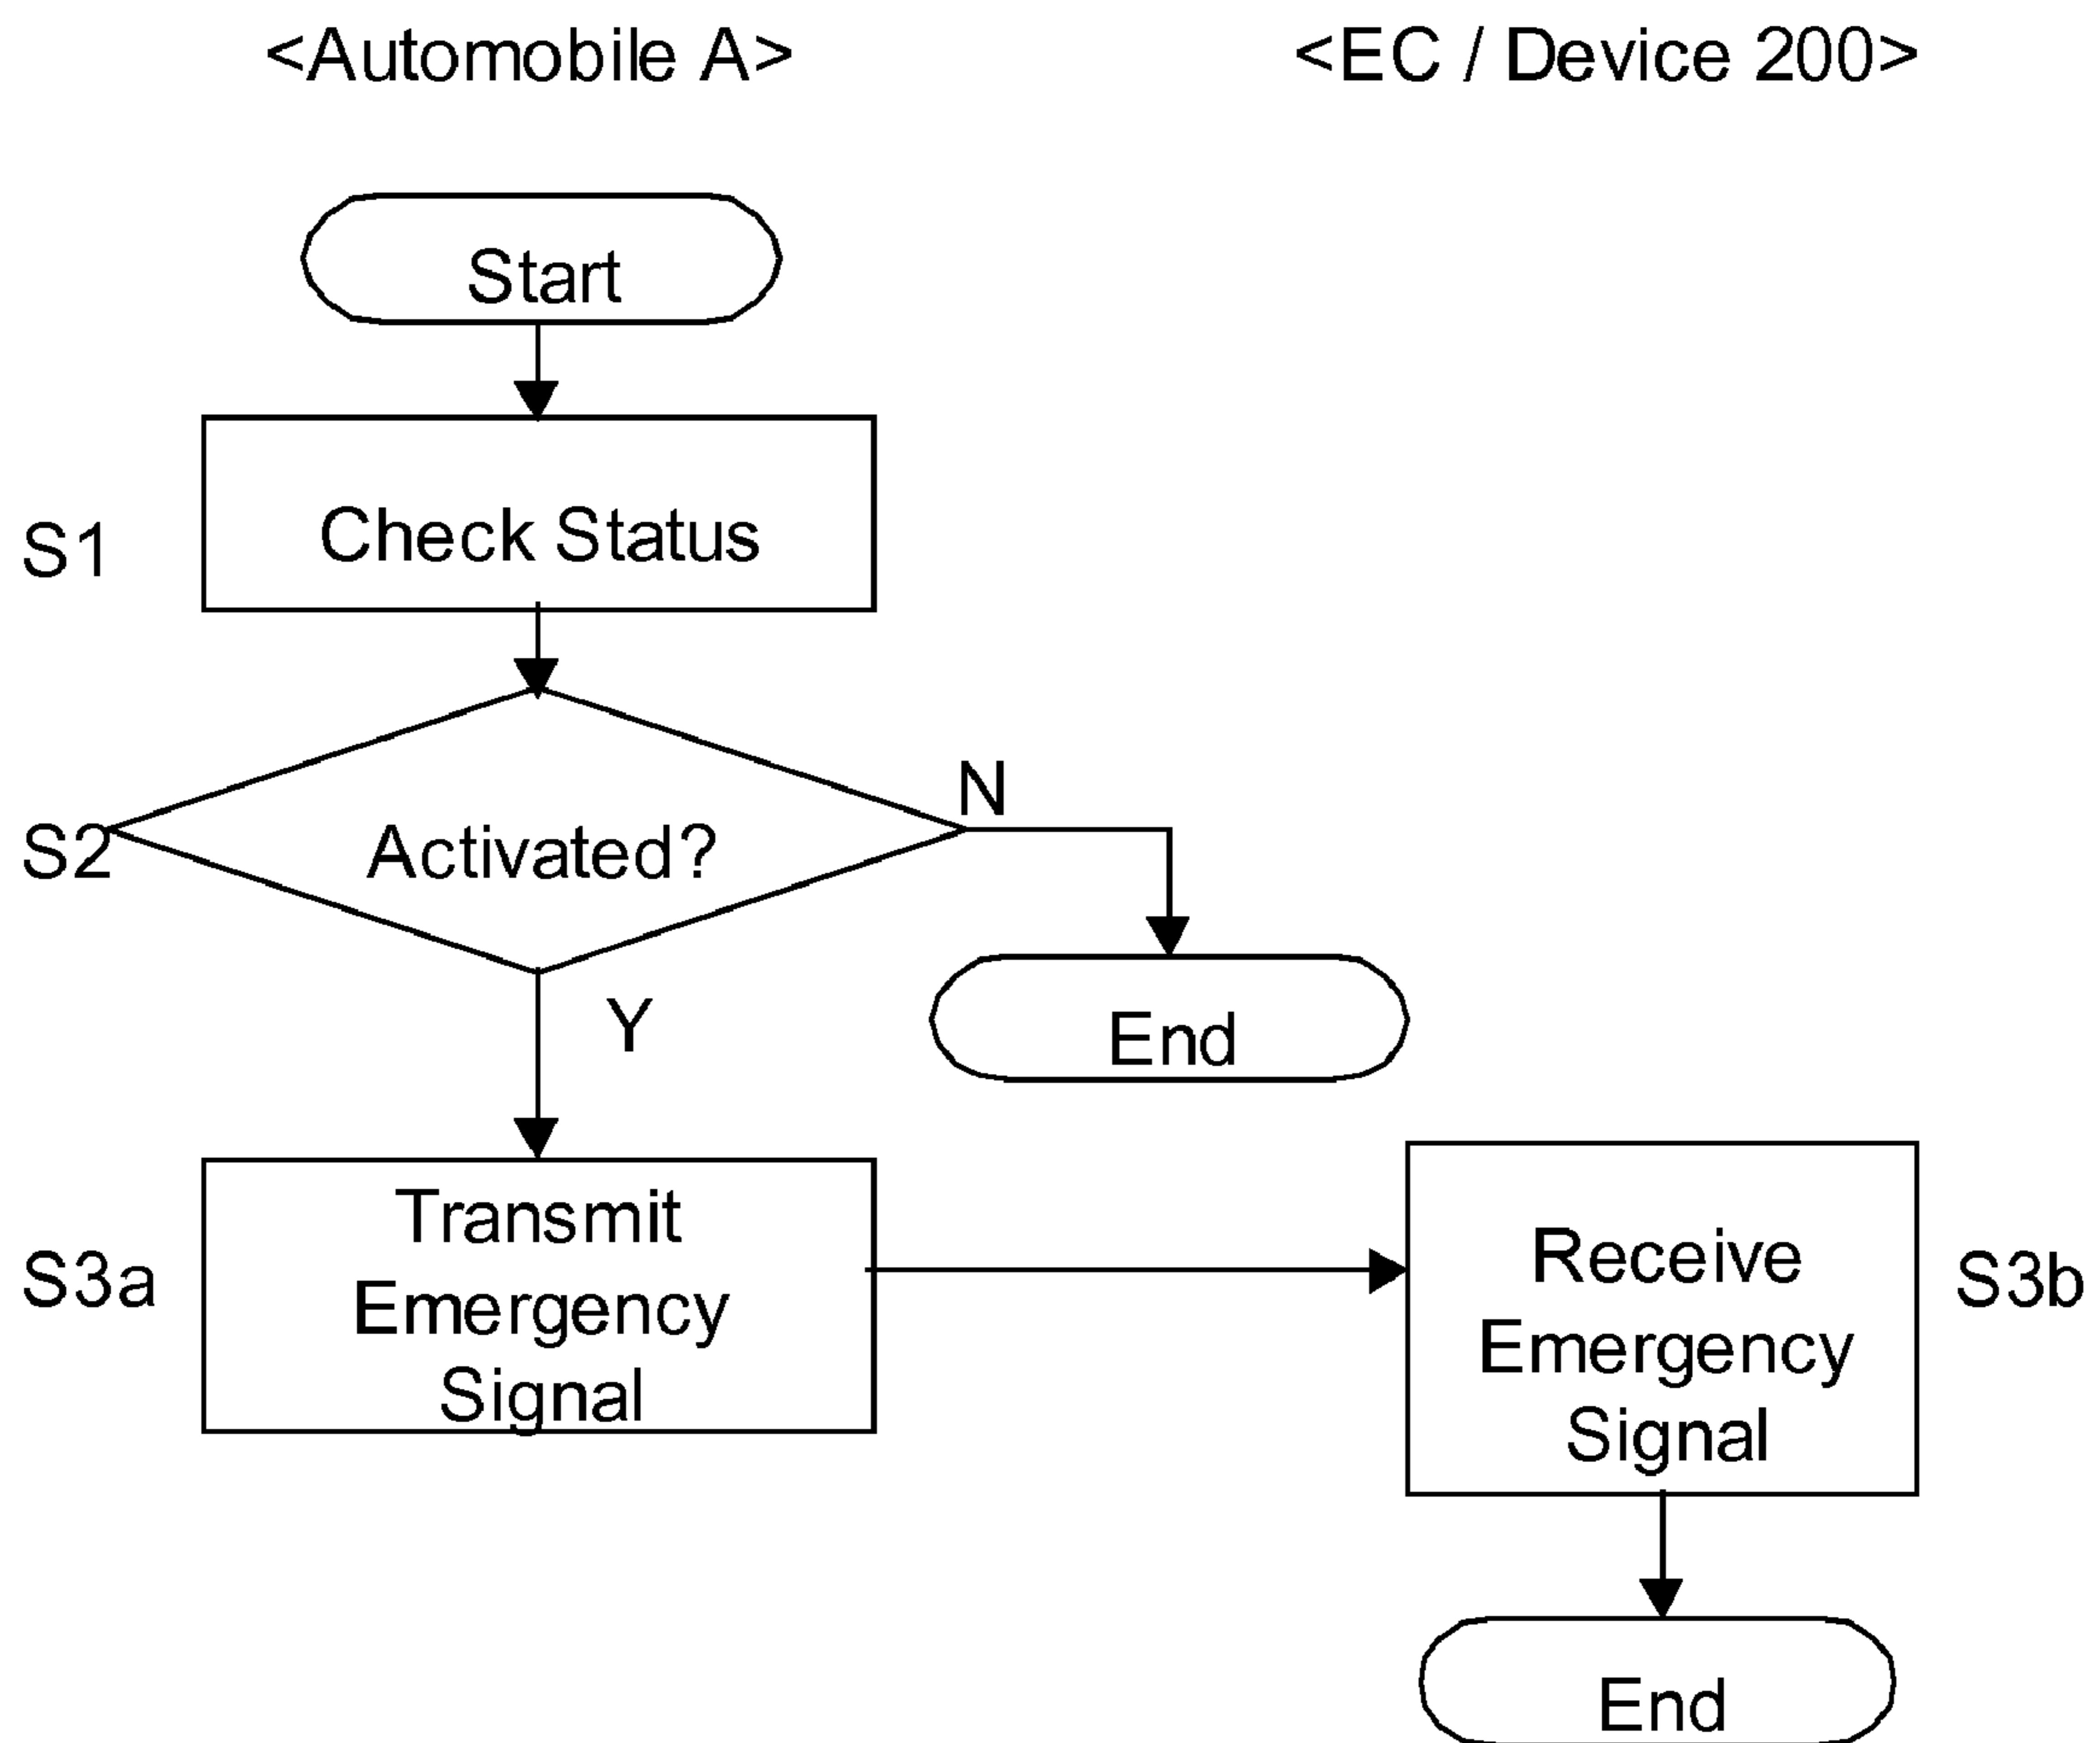 <Automobile A>
<EC / Device 200>
Start
S1
Check Status
S2
Activated?
N
Y
End
S3a
Transmit
Emergency
Signal
Receive
Emergency
Signal
S3b
End